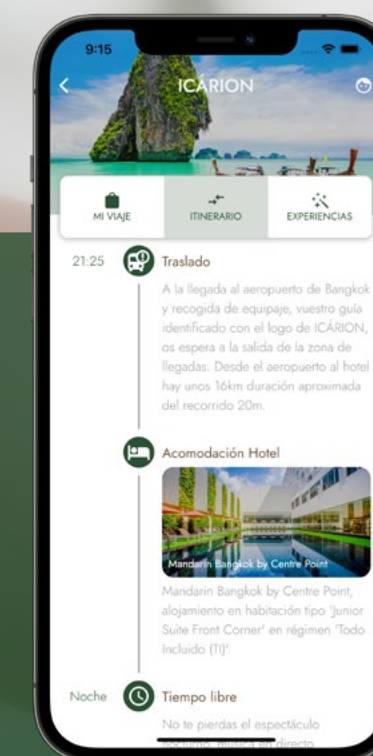 9:15
ICÁRION
MI VIAJE
ITINERARIO
EXPERIENCIAS
21:25
Traslado
A la llegada al aeropuerto de Bangkok
y recogida de equipaje, vuestro guía
identificado con el logo de ICÁRION,
os espera a la salida de la zona de
llegadas. Desde el aeropuerto al hotel
hay unos 16km duración aproximada
del recorrido 20m.
Acomodación Hotel
Mandarin Bangkok by Centre Point
Mandarin Bangkok by Centre Point,
alojamiento en habitación tipo 'Junior
Suite Front Corner' en régimen 'Todo
Incluido (TI)'.
Noche
Tiempo libre
No te pierdas el espectáculo
nocturno, música en directo